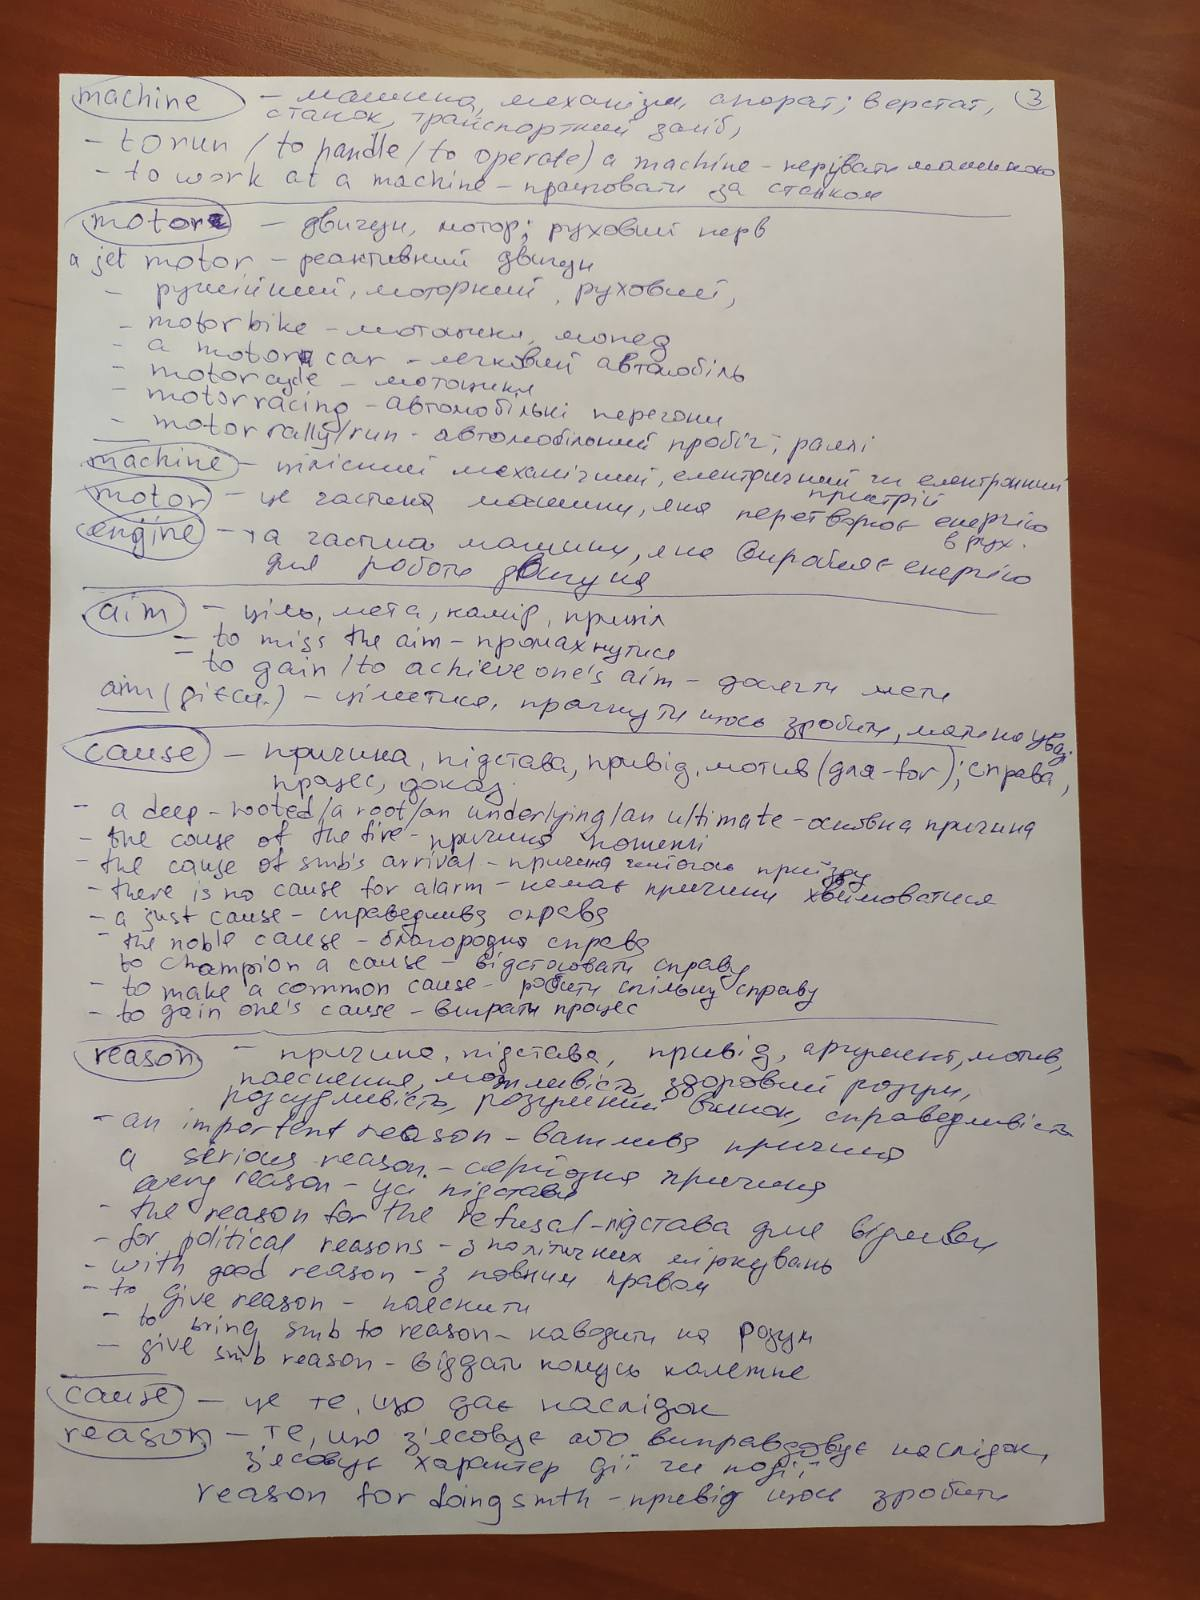 machine – машина, механізм, апарат; верстат, 3
станок, транспортний засіб,
– to run / to handle / to operate) a machine – керувати машиною
– to work at a machine – працювати за станком
motor – двигун, мотор; руховий нерв
a jet motor – реактивний двигун
– рушійний, моторний, руховий,
– motorbike – мотоцикл, мопед
– a motor car – легковий автомобіль
– motorcycle – мотоцикл
– motor racing – автомобільні перегони
– motor rally/run – автомобільний пробіг, раллі
machine – цілісний механічний, електричний чи електронний
пристрій
motor – це частина машини, яка перетворює енергію
в рух.
engine – та частина машини, яка виробляє енергію
для роботи двигуна
aim – ціль, мета, намір, приціл
– to miss the aim – промахнутися
– to gain / to achieve one's aim – досягти мети
aim (дієсл.) – цілитися, прагнути щось зробити, мати на увазі
cause – причина, підстава, привід, мотив (для – for); справа,
процес, доказ
– a deep-rooted/a root/an underlying/an ultimate – основна причина
– the cause of the fire – причина пожежі
– the cause of smb's arrival – причина чийогось приїзду
– there is no cause for alarm – немає причини хвилюватися
– a just cause – справедлива справа
– the noble cause – благородна справа
to champion a cause – відстоювати справу
– to make a common cause – робити спільну справу
– to gain one's cause – виграти процес
reason – причина, підстава, привід, аргумент, мотив,
пояснення, можливість, здоровий розум,
розсудливість, розумний вчинок, справедливість
– an important reason – важлива причина
a serious reason – серйозна причина
every reason – усі підстави
– the reason for the refusal – підстава для відмови
– for political reasons – з політичних міркувань
– with good reason – з повним правом
– to give reason – пояснити
– to bring smb to reason – наводити на розум
– give smb reason – віддати комусь належне
cause – це те, що дає наслідок
reason – те, що з'ясовує або виправдовує наслідок,
з'ясовує характер дії чи події
reason for doing smth – привід щось зробити